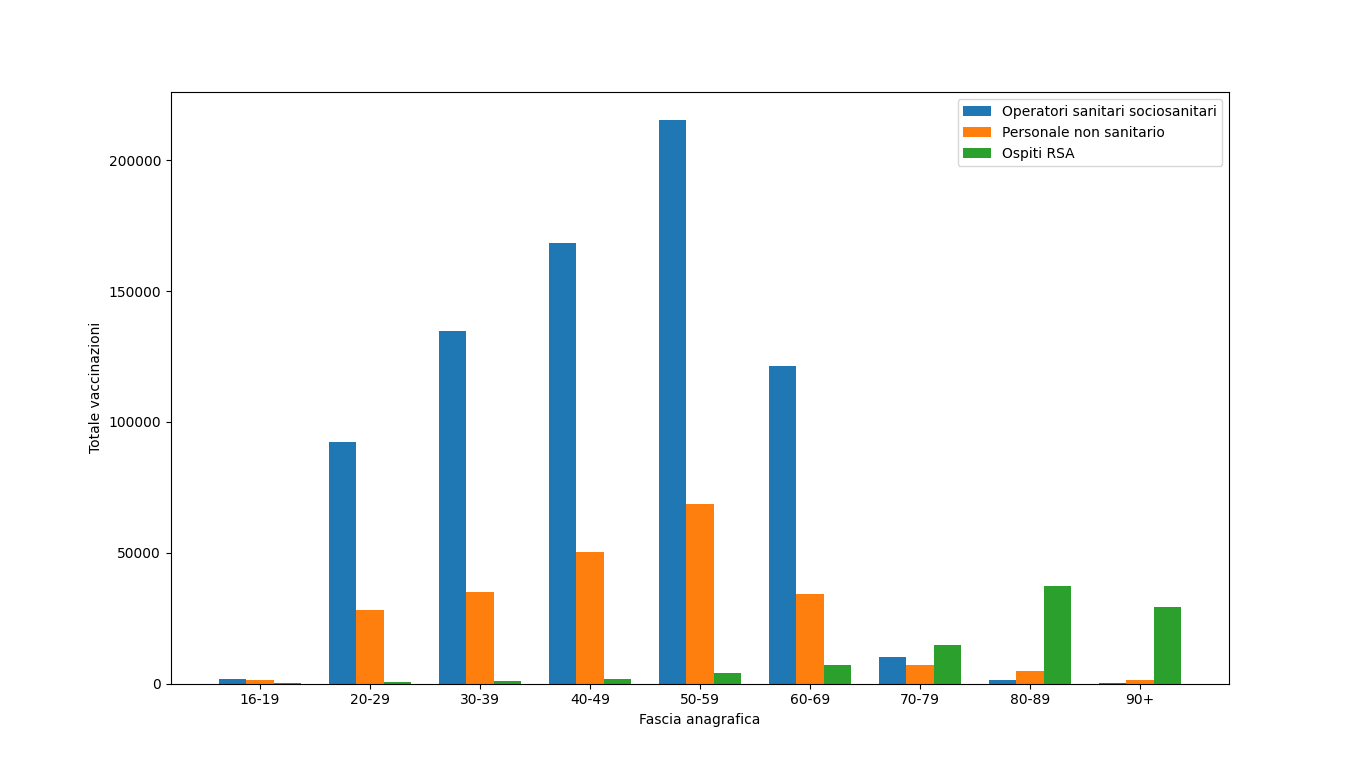 Operatori sanitari sociosanitari
Personale non sanitario
Ospiti RSA
Totale vaccinazioni
200000
150000
100000
50000
0
16-19 20-29 30-39 40-49 50-59 60-69 70-79 80-89 90+
Fascia anagrafica